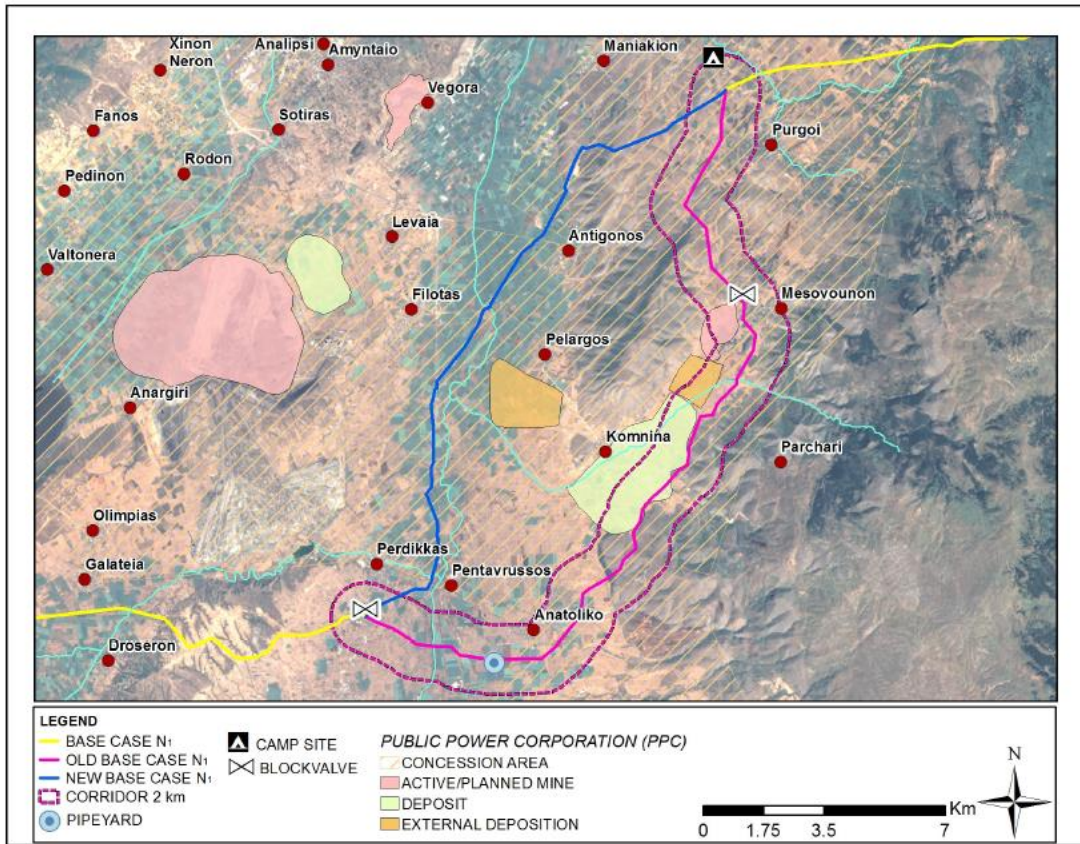 Xinon
Neron
Analipsi
Amyntaio
Maniakion
Vegora
Fanos
Sotiras
Purgoi
Rodon
Pedinon
Levaia
Antigonos
Valtonera
Filotas
Mesovounon
Pelargos
Anargiri
Komnina
Parchari
Olimpias
Perdikkas
Galateia
Pentavrussos
Anatoliko
Droseron
LEGEND
BASE CASE N1
OLD BASE CASE N1
NEW BASE CASE N1
CORRIDOR 2 km
PIPEYARD
CAMP SITE
BLOCKVALVE
PUBLIC POWER CORPORATION (PPC)
CONCESSION AREA
ACTIVE/PLANNED MINE
DEPOSIT
EXTERNAL DEPOSITION
N
Km
0 1.75 3.5 7